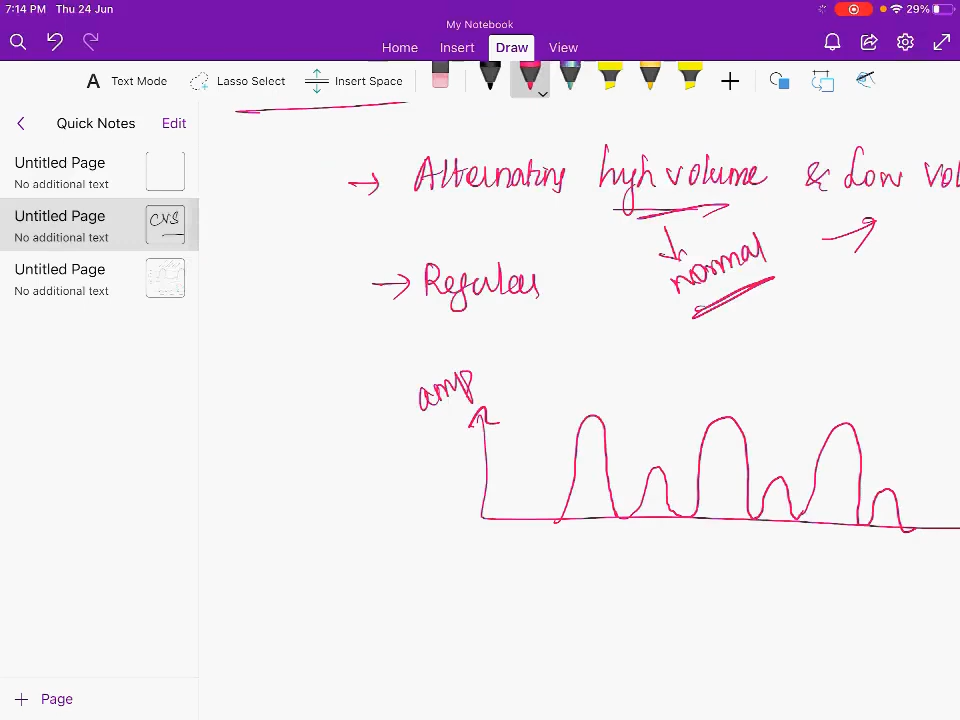 7:14 PM Thu 24 Jun
29%
My Notebook
Home Insert Draw View
Text Mode Lasso Select Insert Space
Quick Notes Edit
Untitled Page
No additional text
Untitled Page
No additional text
CNS
Untitled Page
No additional text
→ Alternating high volume & low vol
normal
→ Regular
amp
+ Page